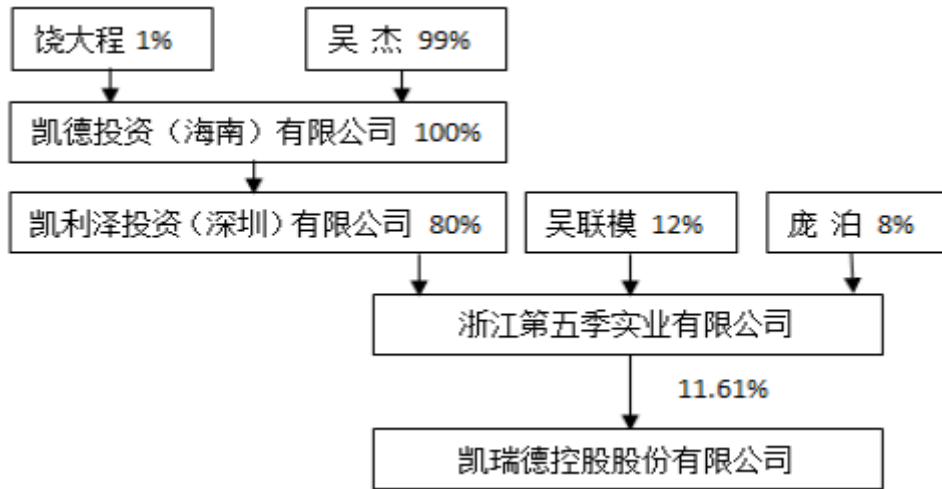 饶大程 1%
吴 杰 99%
凯德投资（海南）有限公司 100%
凯利泽投资（深圳）有限公司 80%
吴联模 12%
庞 泊 8%
浙江第五季实业有限公司
11.61%
凯瑞德控股股份有限公司